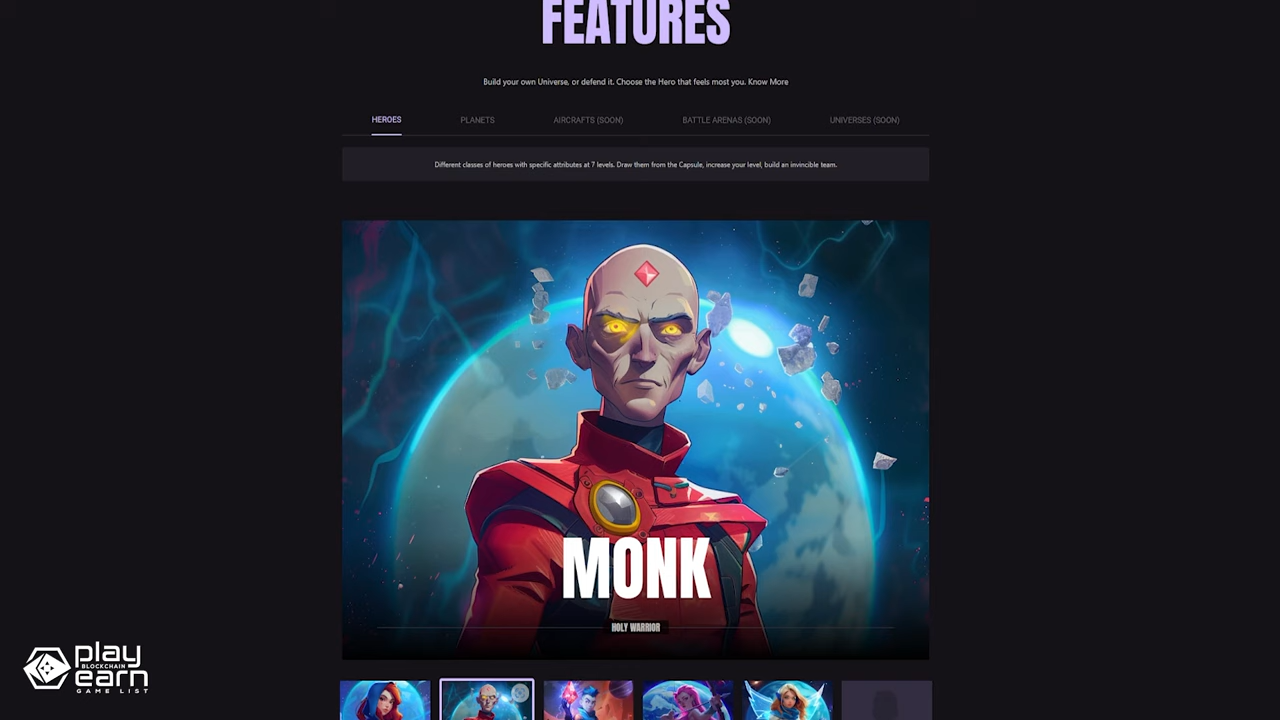 FEATURES
Build your own Universe, or defend it. Choose the Hero that feels most you. Know More
HEROES
PLANETS
AIRCRAFTS (SOON)
BATTLE ARENAS (SOON)
UNIVERSES (SOON)
Different classes of heroes with specific attributes at 7 levels. Draw them from the Capsule, increase your level, build an invincible team.
MONK
HOLY WARRIOR
play
BLOCKCHAIN
earn
GAME LIST